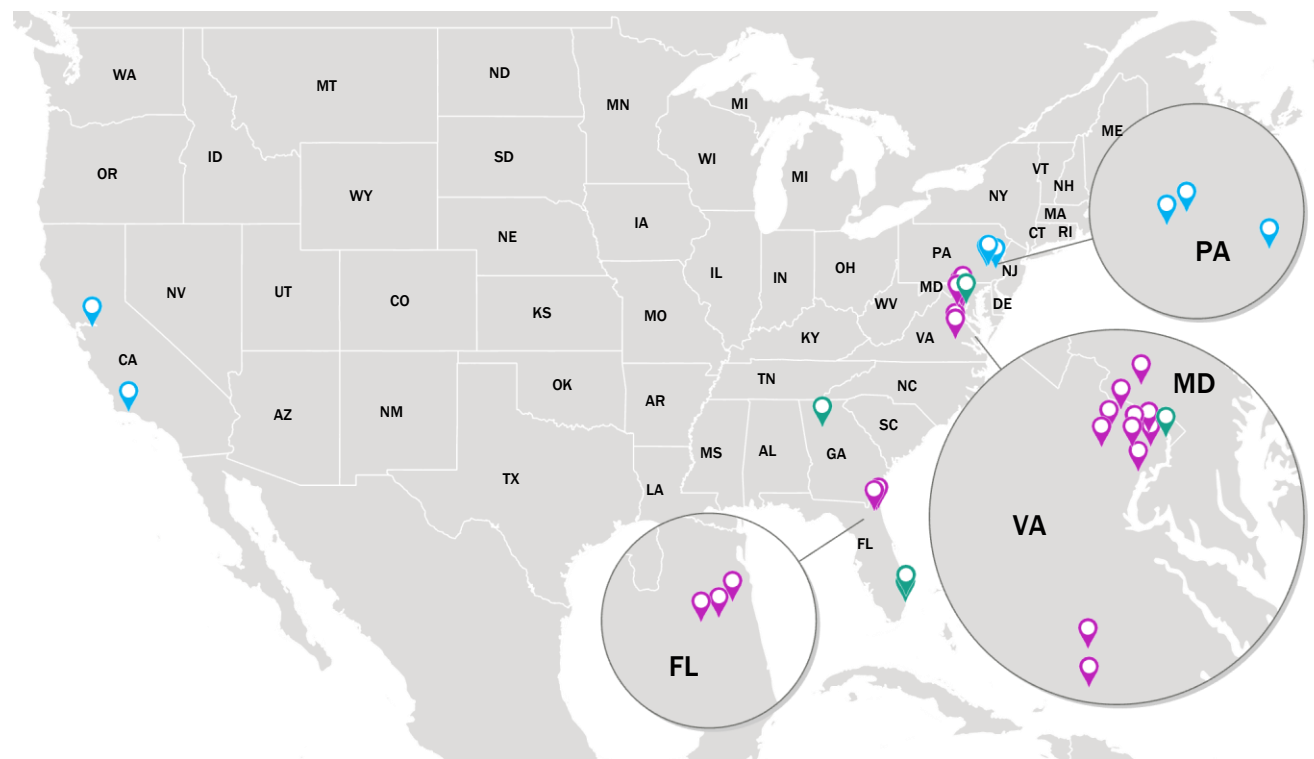 WA
MT
ND
MN
MI
ME
OR
ID
SD
WI
MI
VT
NH
NY
WY
MA
CT
RI
IA
NE
PA
PA
NV
UT
CO
IL
IN
OH
NJ
MD
DE
KS
MO
WV
KY
VA
CA
TN
NC
MD
OK
AR
AZ
NM
SC
MS
AL
GA
TX
LA
VA
FL
FL